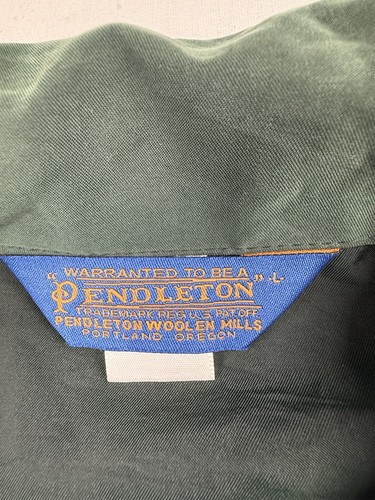 WARRANTED TO BE A
"PENDLETON" -L-
TRADEMARK REG U.S. PAT. OFF.
PENDLETON WOOLEN MILLS
PORTLAND, OREGON